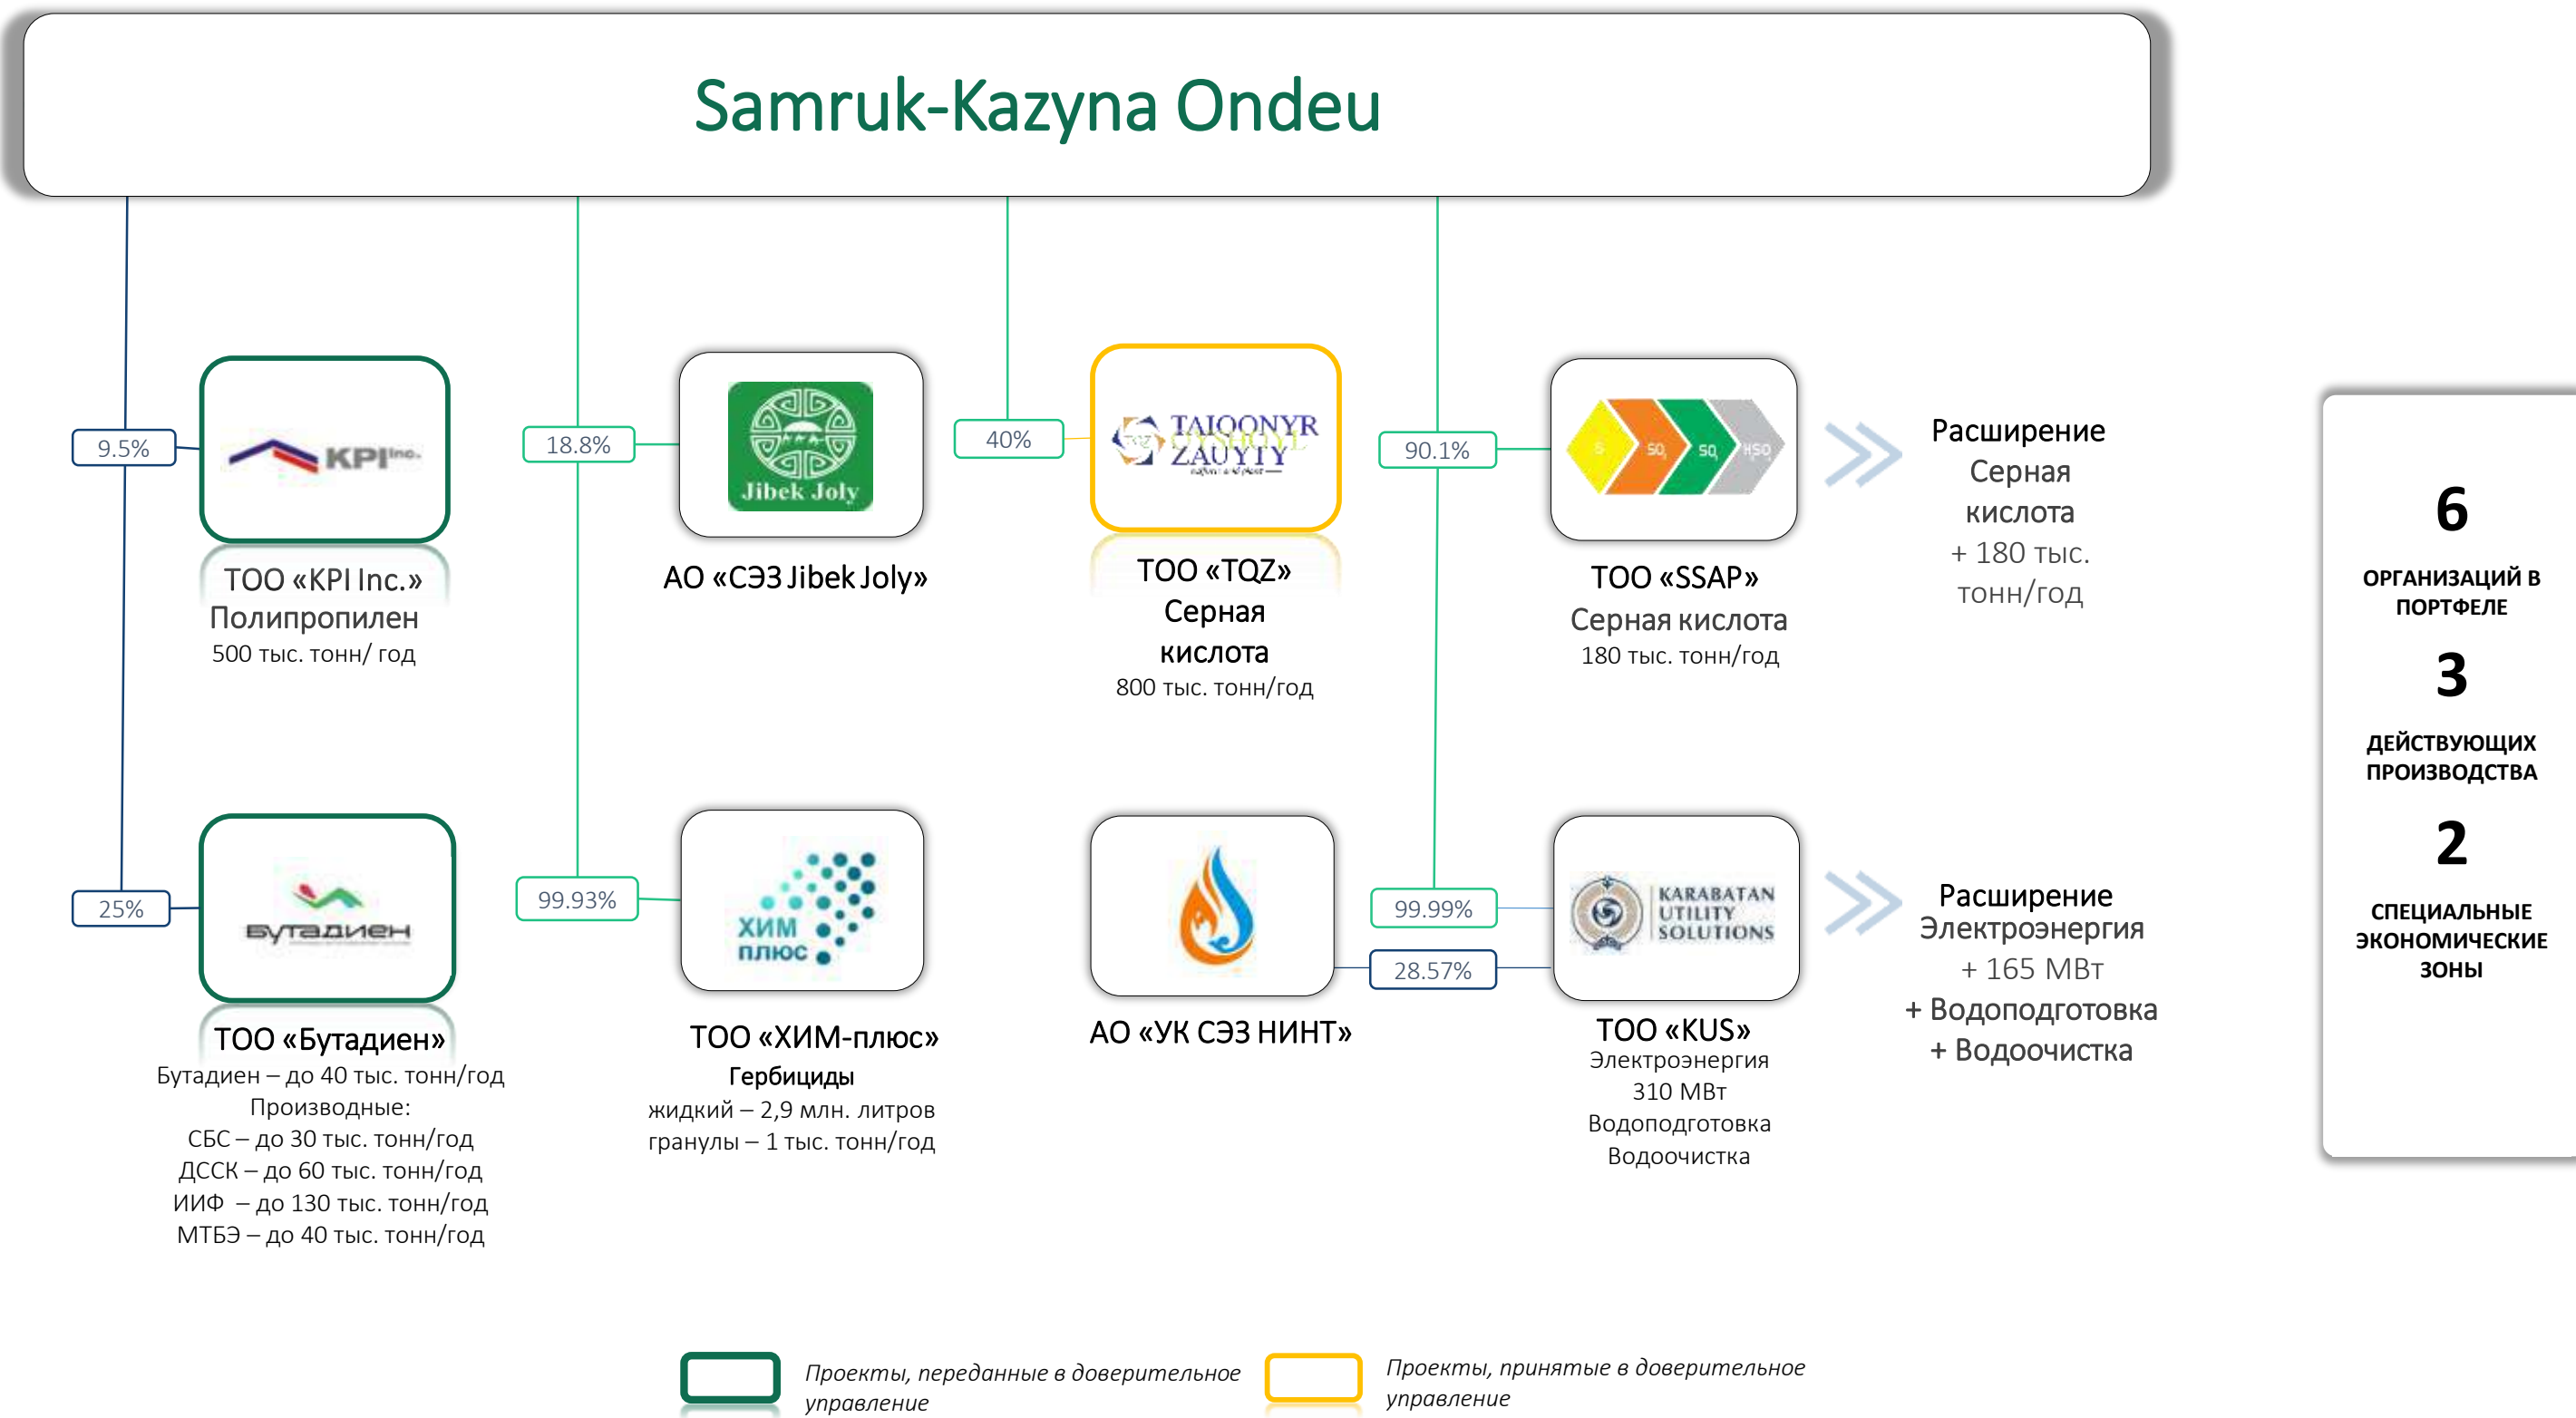 Samruk-Kazyna Ondeu
9.5%
KPI Inc.
ТОО «KPI Inc.»
Полипропилен
500 тыс. тонн/ год
18.8%
Jibek Joly
АО «СЭЗ Jibek Joly»
40%
TAIQONYR
ZAUYTY
ТОО «TQZ»
Серная
кислота
800 тыс. тонн/год
90.1%
S
ТОО «SSAP»
Серная кислота
180 тыс. тонн/год
Расширение
Серная
кислота
+ 180 тыс.
тонн/год
25%
БУТАДИЕН
ТОО «Бутадиен»
Бутадиен – до 40 тыс. тонн/год
Производные:
СБС – до 30 тыс. тонн/год
ДССК – до 60 тыс. тонн/год
ИИФ – до 130 тыс. тонн/год
МТБЭ – до 40 тыс. тонн/год
99.93%
ХИМ
ПЛЮС
ТОО «ХИМ-плюс»
Гербициды
жидкий – 2,9 млн. литров
гранулы – 1 тыс. тонн/год
АО «УК СЭЗ НИНТ»
99.99%
28.57%
KARABATAN
UTILITY
SOLUTIONS
ТОО «KUS»
Электроэнергия
310 МВт
Водоподготовка
Водоочистка
Расширение
Электроэнергия
+ 165 МВт
+ Водоподготовка
+ Водоочистка
6
ОРГАНИЗАЦИЙ В
ПОРТФЕЛЕ
3
ДЕЙСТВУЮЩИХ
ПРОИЗВОДСТВА
2
СПЕЦИАЛЬНЫЕ
ЭКОНОМИЧЕСКИЕ
ЗОНЫ
Проекты, переданные в доверительное
управление
Проекты, принятые в доверительное
управление